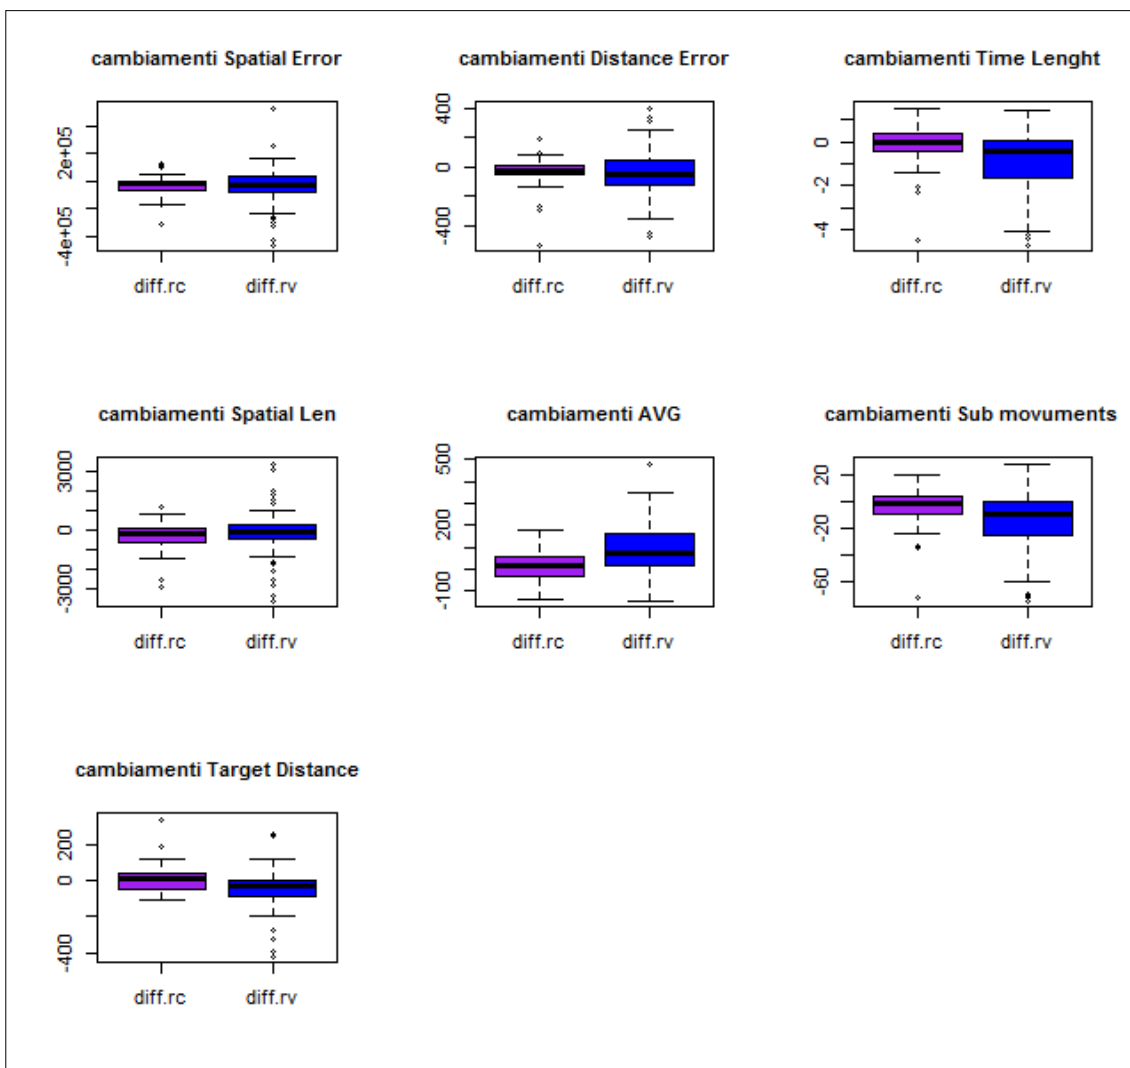 cambiamenti Spatial Error
cambiamenti Distance Error
cambiamenti Time Lenght
2e+05
-4e+05
400
0
-400
0
-2
-4
diff.rc
diff.rv
diff.rc
diff.rv
diff.rc
diff.rv
cambiamenti Spatial Len
cambiamenti AVG
cambiamenti Sub movuments
3000
0
-3000
500
200
-100
20
-20
-60
diff.rc
diff.rv
diff.rc
diff.rv
diff.rc
diff.rv
cambiamenti Target Distance
200
0
-400
diff.rc
diff.rv